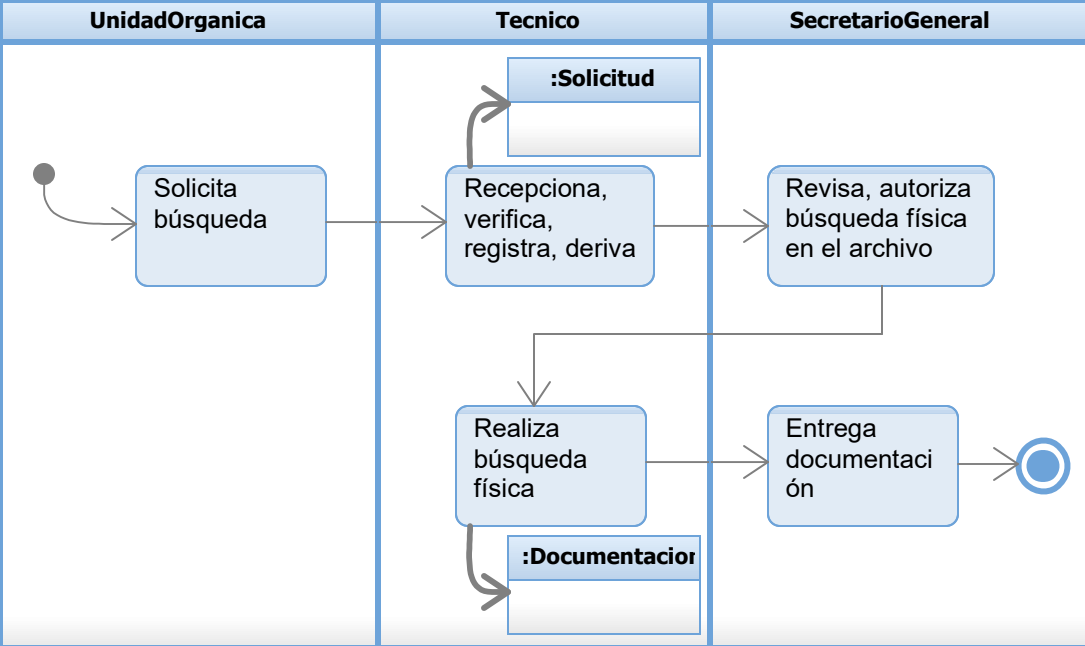 UnidadOrganica
Tecnico
SecretarioGeneral
:Solicitud
Solicita
búsqueda
Recepciona,
verifica,
registra, deriva
Revisa, autoriza
búsqueda física
en el archivo
Realiza
búsqueda
física
Entrega
documentaci
ón
:Documentacion